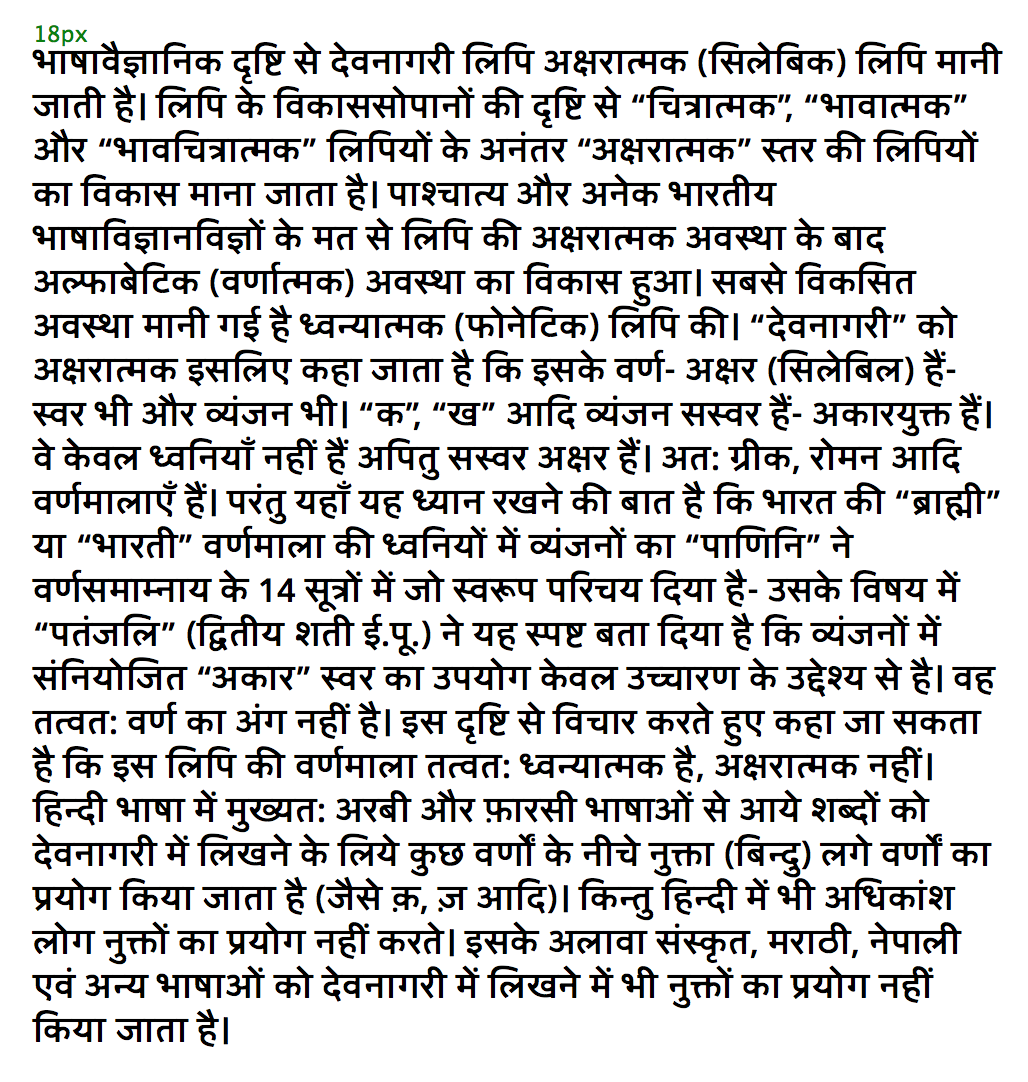 18px
भाषावैज्ञानिक दृष्टि से देवनागरी लिपि अक्षरात्मक (सिलेबिक) लिपि मानी
जाती है। लिपि के विकाससोपानों की दृष्टि से “चित्रात्मक”, “भावात्मक”
और “भावचित्रात्मक” लिपियों के अनंतर “अक्षरात्मक” स्तर की लिपियों
का विकास माना जाता है। पाश्चात्य और अनेक भारतीय
भाषाविज्ञानविज्ञों के मत से लिपि की अक्षरात्मक अवस्था के बाद
अल्फाबेटिक (वर्णात्मक) अवस्था का विकास हुआ। सबसे विकसित
अवस्था मानी गई है ध्वन्यात्मक (फोनेटिक) लिपि की। “देवनागरी” को
अक्षरात्मक इसलिए कहा जाता है कि इसके वर्ण- अक्षर (सिलेबिल) हैं-
स्वर भी और व्यंजन भी। “क”, “ख” आदि व्यंजन सस्वर हैं- अकारयुक्त हैं।
वे केवल ध्वनियाँ नहीं हैं अपितु सस्वर अक्षर हैं। अत: ग्रीक, रोमन आदि
वर्णमालाएँ हैं। परंतु यहाँ यह ध्यान रखने की बात है कि भारत की “ब्राह्मी”
या “भारती” वर्णमाला की ध्वनियों में व्यंजनों का “पाणिनि” ने
वर्णसमाम्नाय के 14 सूत्रों में जो स्वरूप परिचय दिया है- उसके विषय में
“पतंजलि” (द्वितीय शती ई.पू.) ने यह स्पष्ट बता दिया है कि व्यंजनों में
संनियोजित “अकार” स्वर का उपयोग केवल उच्चारण के उद्देश्य से है। वह
तत्वत: वर्ण का अंग नहीं है। इस दृष्टि से विचार करते हुए कहा जा सकता
है कि इस लिपि की वर्णमाला तत्वत: ध्वन्यात्मक है, अक्षरात्मक नहीं।
हिन्दी भाषा में मुख्यत: अरबी और फ़ारसी भाषाओं से आये शब्दों को
देवनागरी में लिखने के लिये कुछ वर्णों के नीचे नुक्ता (बिन्दु) लगे वर्णों का
प्रयोग किया जाता है (जैसे क़, ज़ आदि)। किन्तु हिन्दी में भी अधिकांश
लोग नुक्तों का प्रयोग नहीं करते। इसके अलावा संस्कृत, मराठी, नेपाली
एवं अन्य भाषाओं को देवनागरी में लिखने में भी नुक्तों का प्रयोग नहीं
किया जाता है।